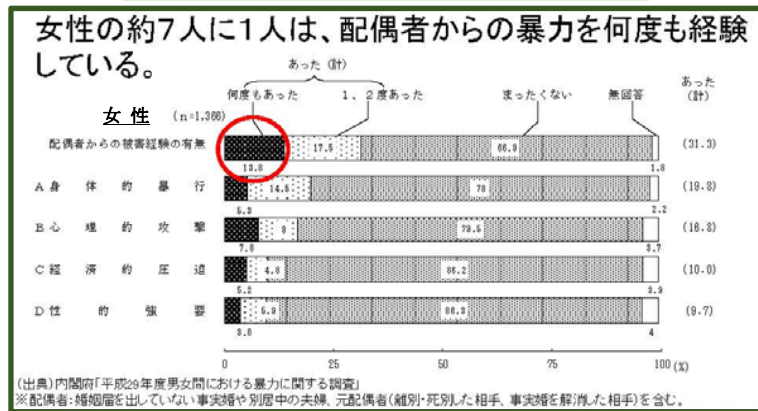 女性の約7人に1人は、配偶者からの暴力を何度も経験
している。
あった(計)
あった
(計)
何度もあった 1、2度あった まったくない 無回答
女性 (n=1,366)
配偶者からの被害経験の有無 13.8 17.5 66.9 1.8 (31.3)
A身体的暴行 5.3 14.5 78 2.2 (19.8)
B心理的攻撃 7.8 9 79.5 3.7 (16.8)
C経済的圧迫 5.2 4.8 86.2 3.9 (10.0)
D性的強要 3.8 5.9 86.3 4 (9.7)
0 25 50 75 100 (%)
(出典)内閣府「平成29年度男女間における暴力に関する調査」
※配偶者:婚姻届を出していない事実婚や別居中の夫婦、元配偶者(離別・死別した相手、事実婚を解消した相手)を含む。